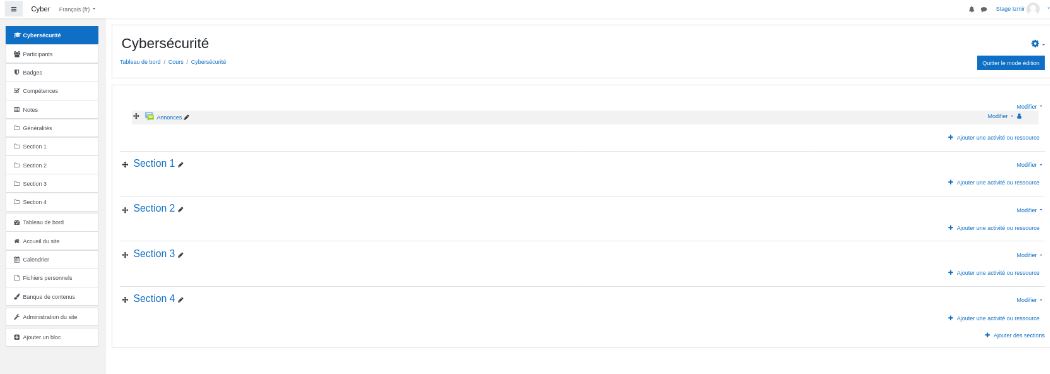 Cyber Français (fr)
Stage Izmir
Cybersécurité
Participants
Badges
Compétences
Notes
Généralités
Section 1
Section 2
Section 3
Section 4
Tableau de bord
Accueil du site
Calendrier
Fichiers personnels
Banque de contenus
Administration du site
Ajouter un bloc
Cybersécurité
Tableau de bord / Cours / Cybersécurité
Quitter le mode édition
Modifier
Annonces Modifier
Ajouter une activité ou ressource
Section 1 Modifier
Ajouter une activité ou ressource
Section 2 Modifier
Ajouter une activité ou ressource
Section 3 Modifier
Ajouter une activité ou ressource
Section 4 Modifier
Ajouter une activité ou ressource
Ajouter des sections